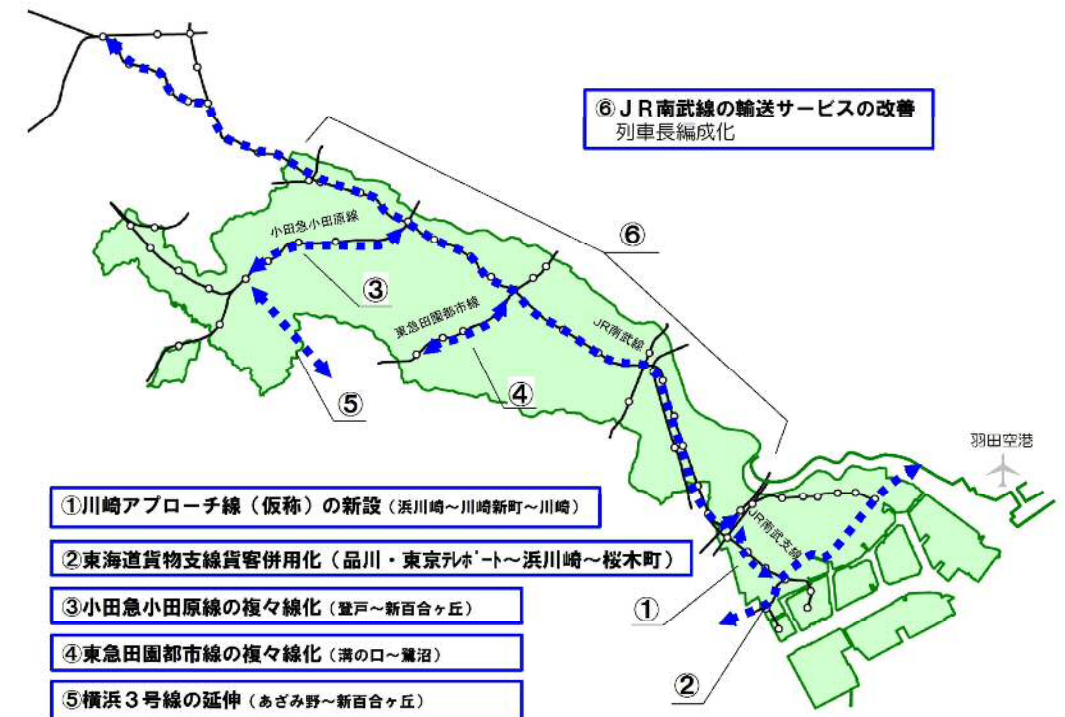 ⑥ＪＲ南武線の輸送サービスの改善
列車長編成化
小田急小田原線
⑥
③
東急田園都市線
JR南武線
④
⑤
羽田空港
JR南武支線
①川崎アプローチ線（仮称）の新設（浜川崎～川崎新町～川崎）
②東海道貨物支線貨客併用化（品川・東京ﾃﾚﾎﾟｰﾄ～浜川崎～桜木町）
①
③小田急小田原線の複々線化（登戸～新百合ヶ丘）
④東急田園都市線の複々線化（溝の口～鷺沼）
②
⑤横浜３号線の延伸（あざみ野～新百合ヶ丘）